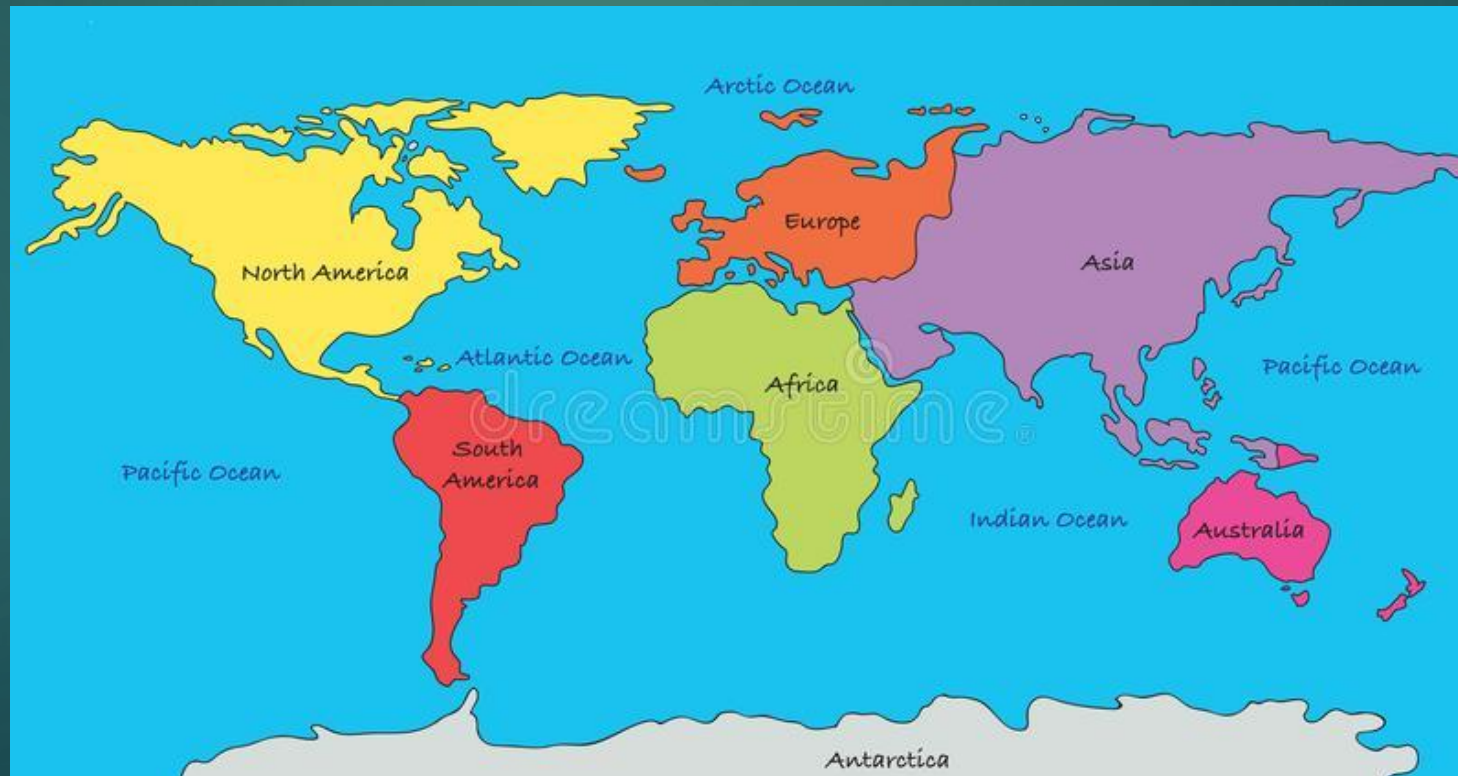 Arctic Ocean
Europe
North America
Asia
Atlantic Ocean
Pacific Ocean
Africa
dreamstime®
South
America
Pacific Ocean
Indian Ocean
Australia
Antarctica